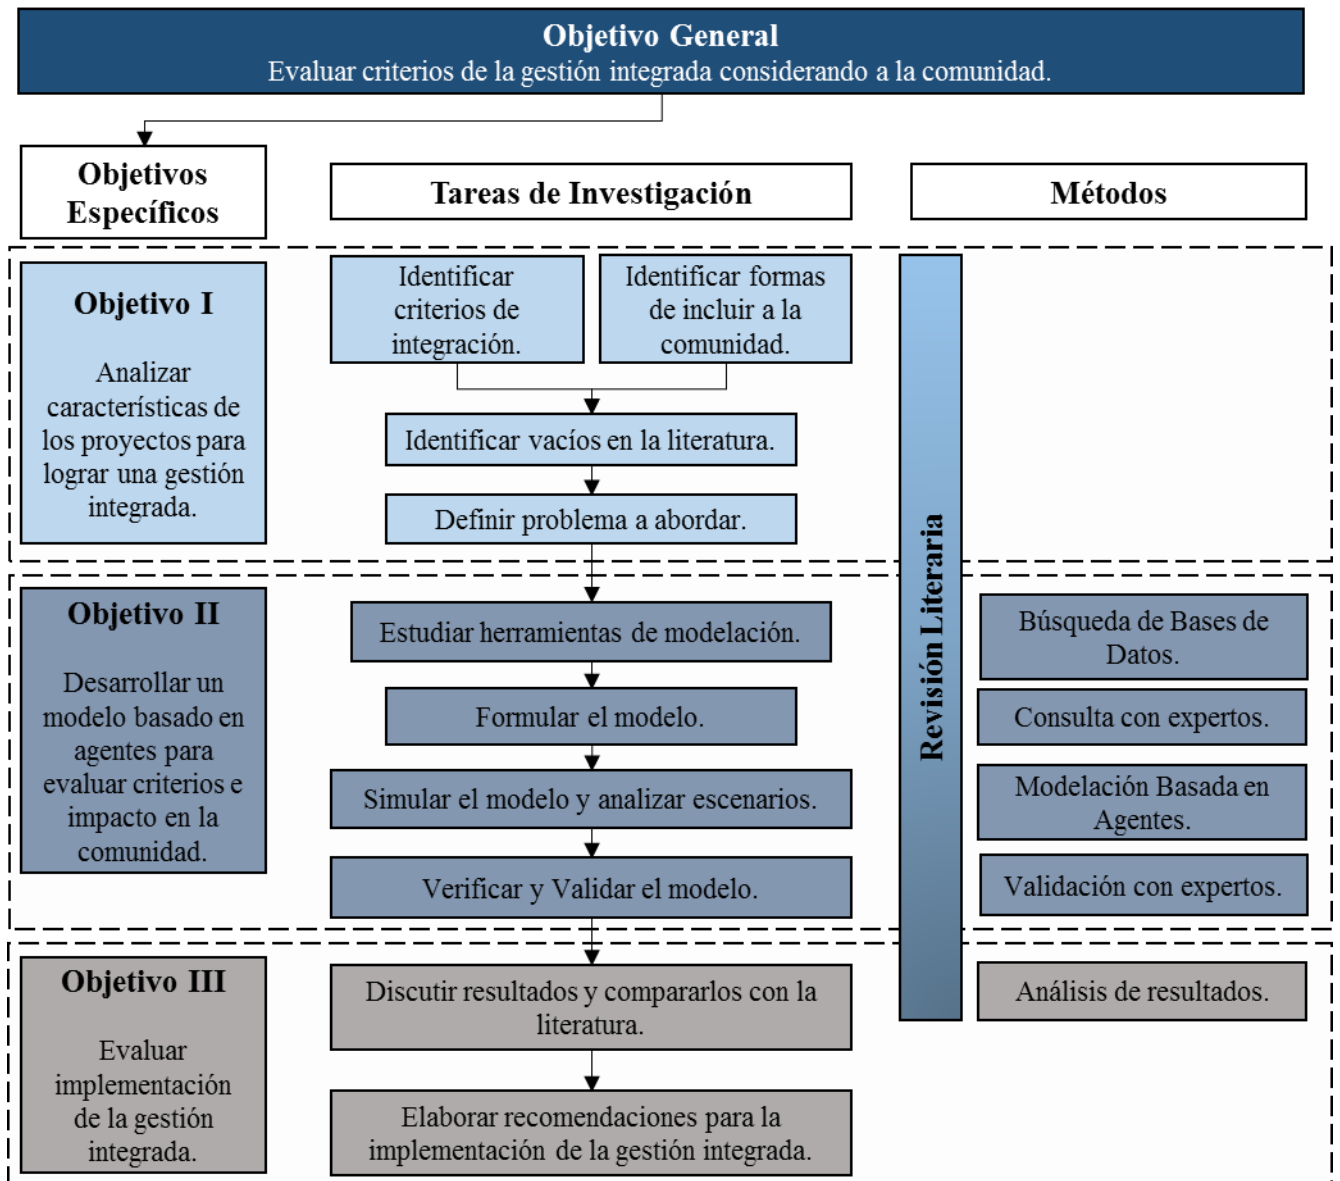 Objetivo General
Evaluar criterios de la gestión integrada considerando a la comunidad.
Objetivos
Específicos
Tareas de Investigación
Métodos
Objetivo I
Analizar
características de
los proyectos para
lograr una gestión
integrada.
Identificar
criterios de
integración.
Identificar formas
de incluir a la
comunidad.
Identificar vacíos en la literatura.
Definir problema a abordar.
Revisión Literaria
Objetivo II
Desarrollar un
modelo basado en
agentes para
evaluar criterios e
impacto en la
comunidad.
Estudiar herramientas de modelación.
Formular el modelo.
Simular el modelo y analizar escenarios.
Verificar y Validar el modelo.
Búsqueda de Bases de
Datos.
Consulta con expertos.
Modelación Basada en
Agentes.
Validación con expertos.
Objetivo III
Evaluar
implementación
de la gestión
integrada.
Discutir resultados y compararlos con la
literatura.
Elaborar recomendaciones para la
implementación de la gestión integrada.
Análisis de resultados.